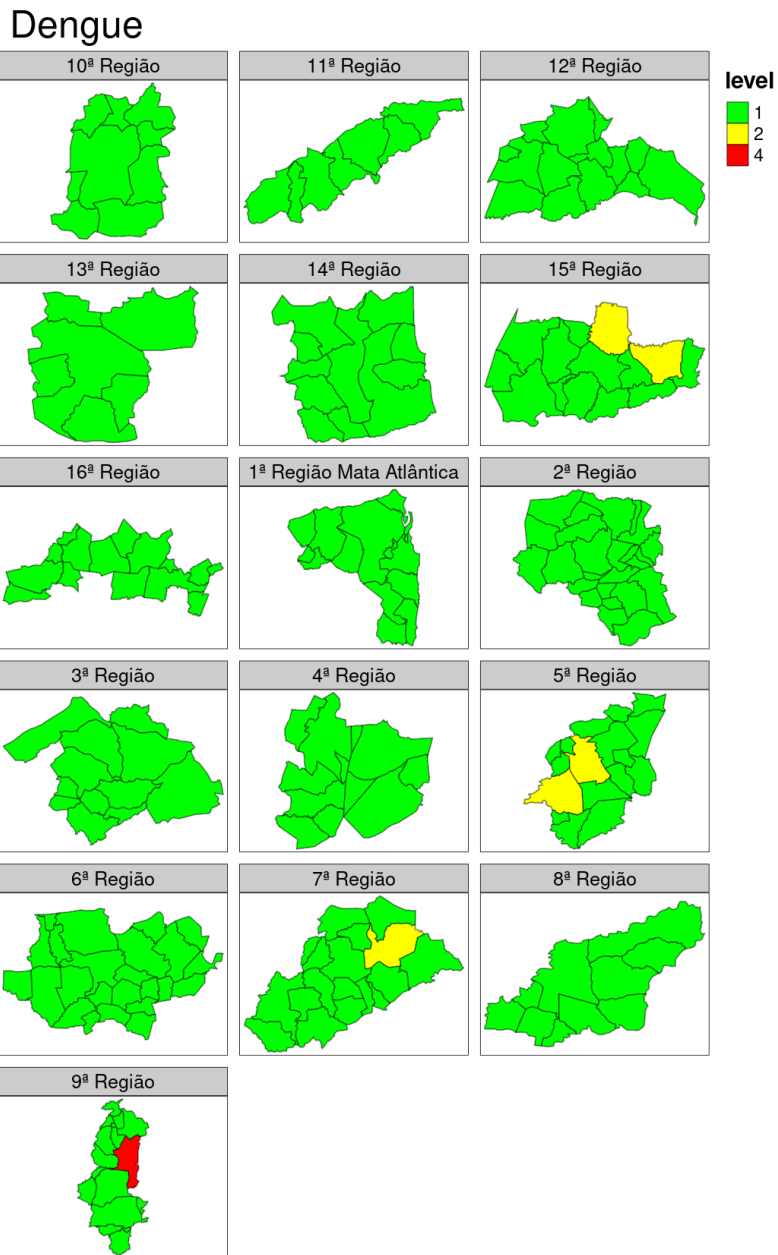 Dengue
10ª Região
11ª Região
12ª Região
level
1
2
4
13ª Região
14ª Região
15ª Região
16ª Região
1ª Região Mata Atlântica
2ª Região
3ª Região
4ª Região
5ª Região
6ª Região
7ª Região
8ª Região
9ª Região